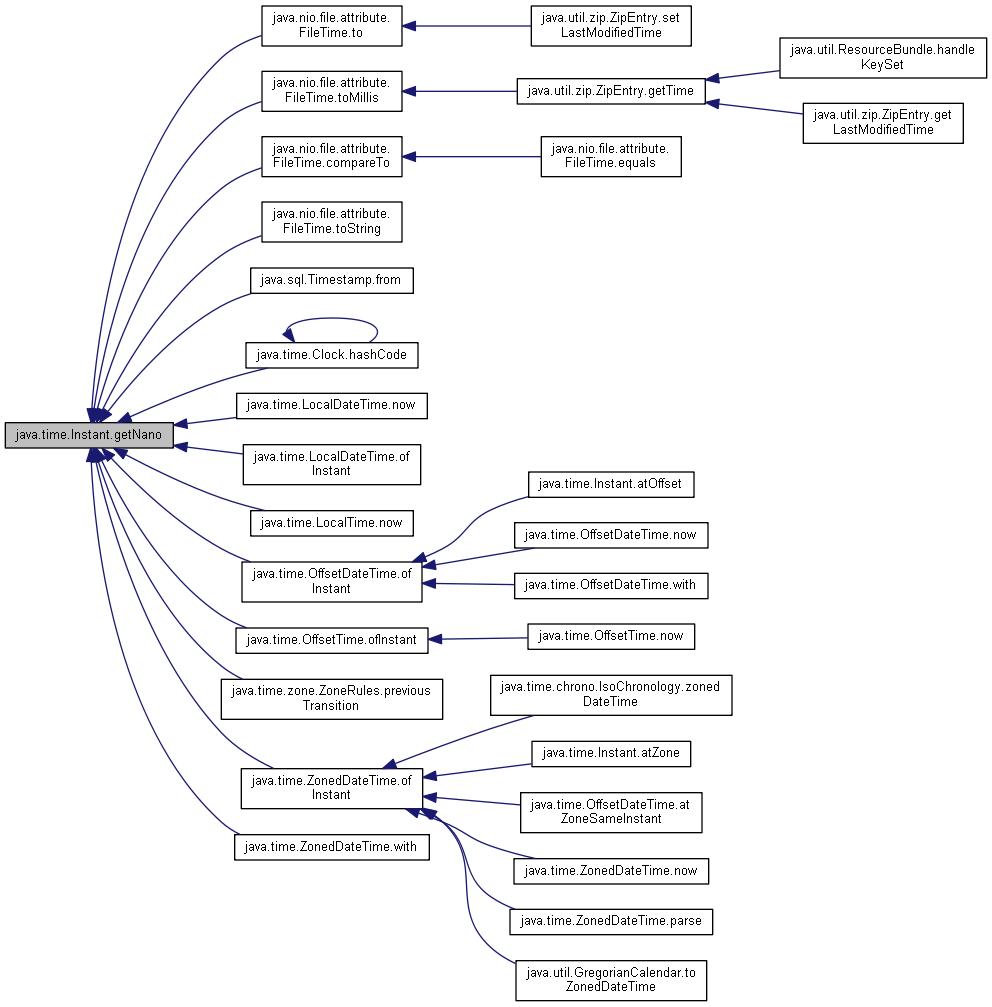 java.nio.file.attribute.
FileTime.to
java.util.zip.ZipEntry.set
LastModifiedTime
java.util.ResourceBundle.handle
KeySet
java.nio.file.attribute.
FileTime.toMillis
java.util.zip.ZipEntry.getTime
java.util.zip.ZipEntry.get
LastModifiedTime
java.nio.file.attribute.
FileTime.compareTo
java.nio.file.attribute.
FileTime.equals
java.nio.file.attribute.
FileTime.toString
java.sql.Timestamp.from
java.time.Clock.hashCode
java.time.LocalDateTime.now
java.time.Instant.getNano
java.time.LocalDateTime.of
Instant
java.time.Instant.atOffset
java.time.LocalTime.now
java.time.OffsetDateTime.now
java.time.OffsetDateTime.of
Instant
java.time.OffsetDateTime.with
java.time.OffsetTime.ofInstant
java.time.OffsetTime.now
java.time.zone.ZoneRules.previous
Transition
java.time.chrono.IsoChronology.zoned
DateTime
java.time.Instant.atZone
java.time.ZonedDateTime.of
Instant
java.time.OffsetDateTime.at
ZoneSameInstant
java.time.ZonedDateTime.with
java.time.ZonedDateTime.now
java.time.ZonedDateTime.parse
java.util.GregorianCalendar.to
ZonedDateTime